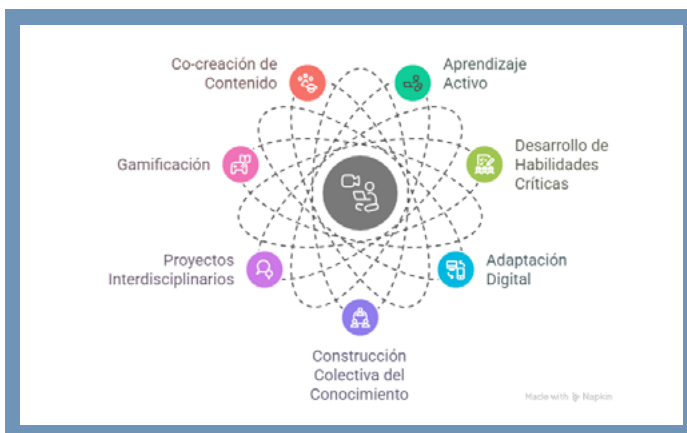 Co-creación de
Contenido
Aprendizaje
Activo
Gamificación
Desarrollo de
Habilidades
Críticas
Proyectos
Interdisciplinarios
Adaptación
Digital
Construcción
Colectiva del
Conocimiento
Made with Napkin